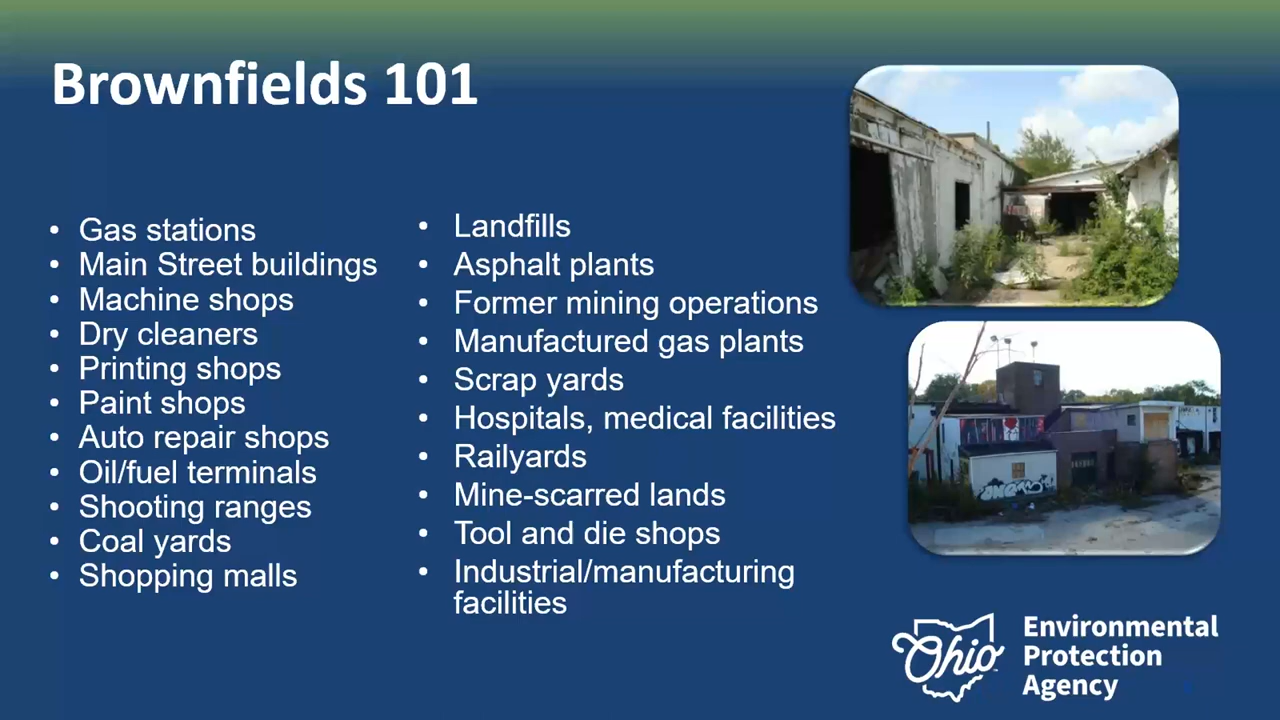 Brownfields 101
• Gas stations
• Main Street buildings
• Machine shops
• Dry cleaners
• Printing shops
• Paint shops
• Auto repair shops
• Oil/fuel terminals
• Shooting ranges
• Coal yards
• Shopping malls
• Landfills
• Asphalt plants
• Former mining operations
• Manufactured gas plants
• Scrap yards
• Hospitals, medical facilities
• Railyards
• Mine-scarred lands
• Tool and die shops
• Industrial/manufacturing
facilities
Ohio
Environmental
Protection
Agency